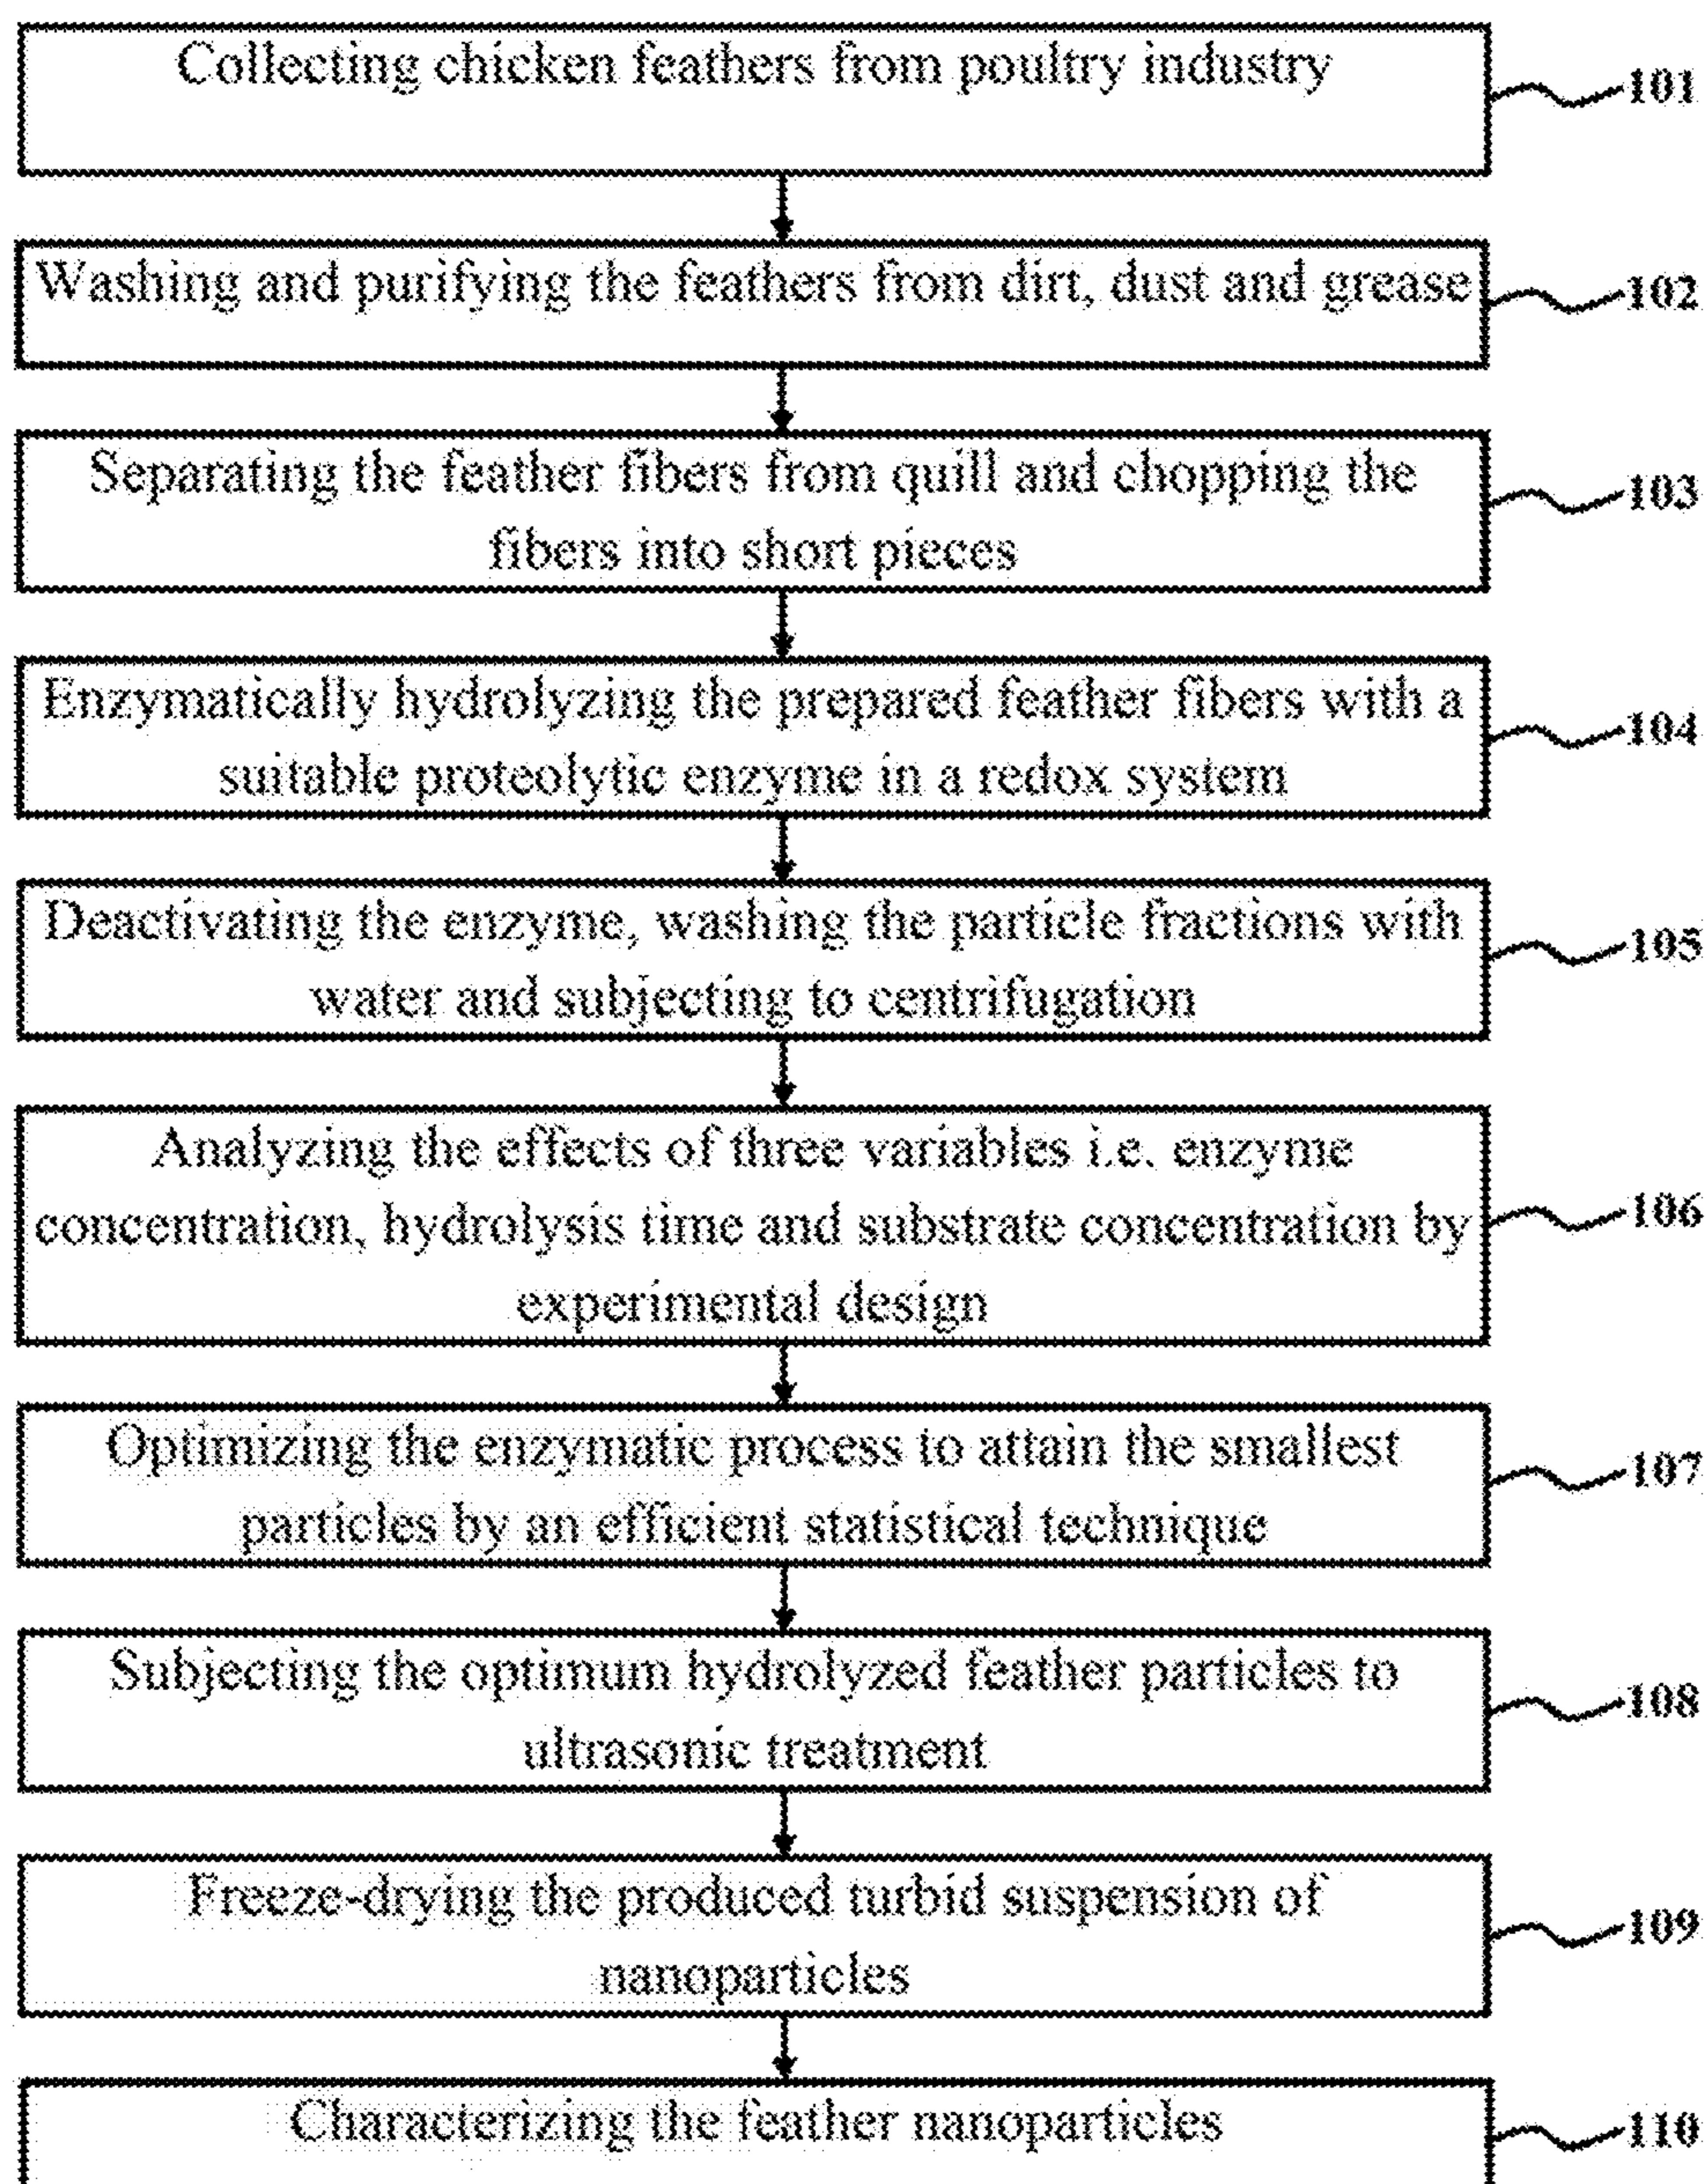 Collecting chicken feathers from poultry industry
101
Washing and purifying the feathers from dirt, dust and grease
102
Separating the feather fibers from quill and chopping the
fibers into short pieces
103
Enzymatically hydrolyzing the prepared feather fibers with a
suitable proteolytic enzyme in a redox system
104
Deactivating the enzyme, washing the particle fractions with
water and subjecting to centrifugation
105
Analyzing the effects of three variables i.e. enzyme
concentration, hydrolysis time and substrate concentration by
experimental design
106
Optimizing the enzymatic process to attain the smallest
particles by an efficient statistical technique
107
Subjecting the optimum hydrolyzed feather particles to
ultrasonic treatment
108
Freeze-drying the produced turbid suspension of
nanoparticles
109
Characterizing the feather nanoparticles
110